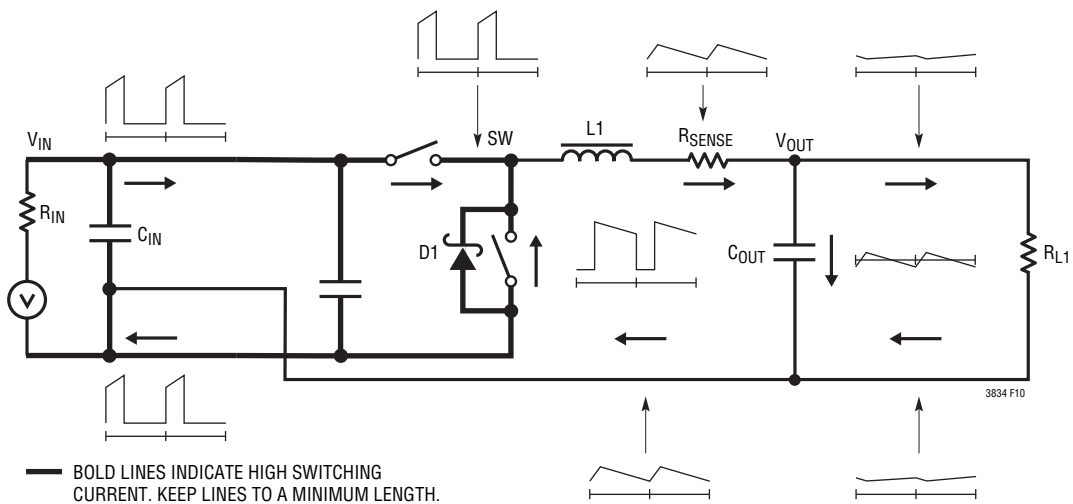 SW
L1
RSENSE
VOUT
VIN
RIN
CIN
D1
COUT
RL1
V
3834 F10
BOLD LINES INDICATE HIGH SWITCHING
CURRENT. KEEP LINES TO A MINIMUM LENGTH.